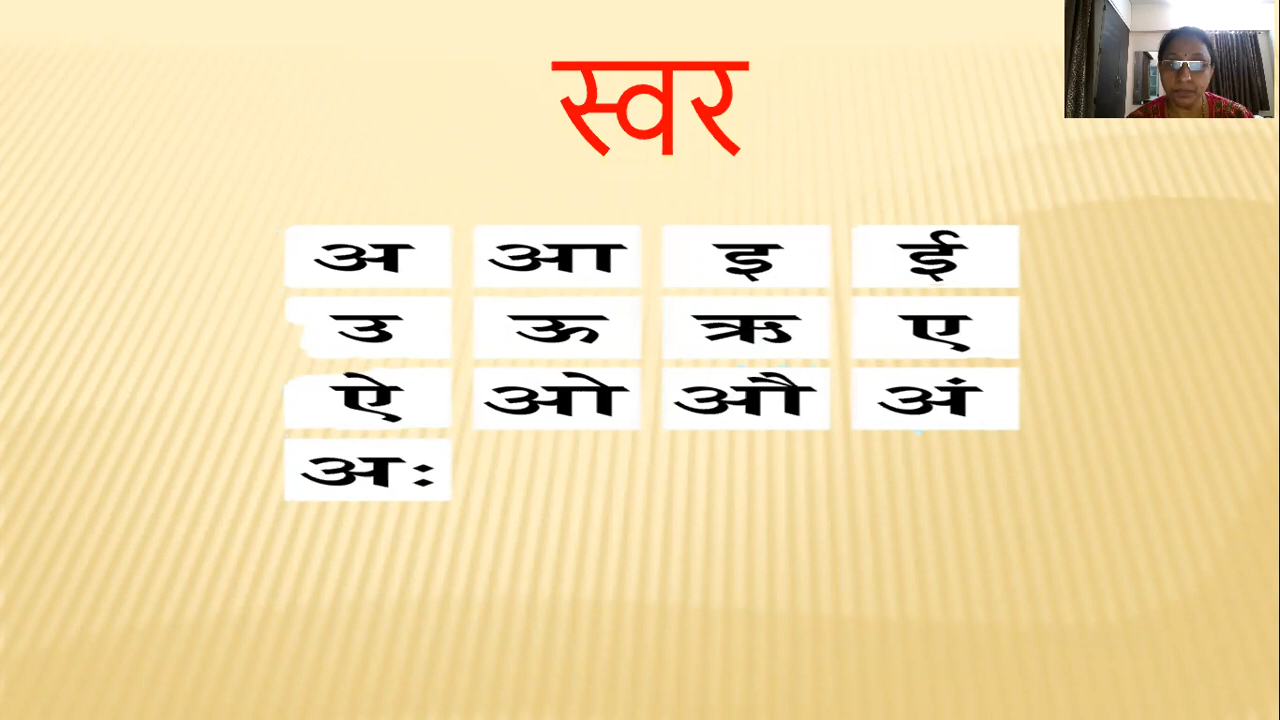 स्वर
अ आ इ ई
उ ऊ ऋ ए
ऐ ओ औ अं
अः